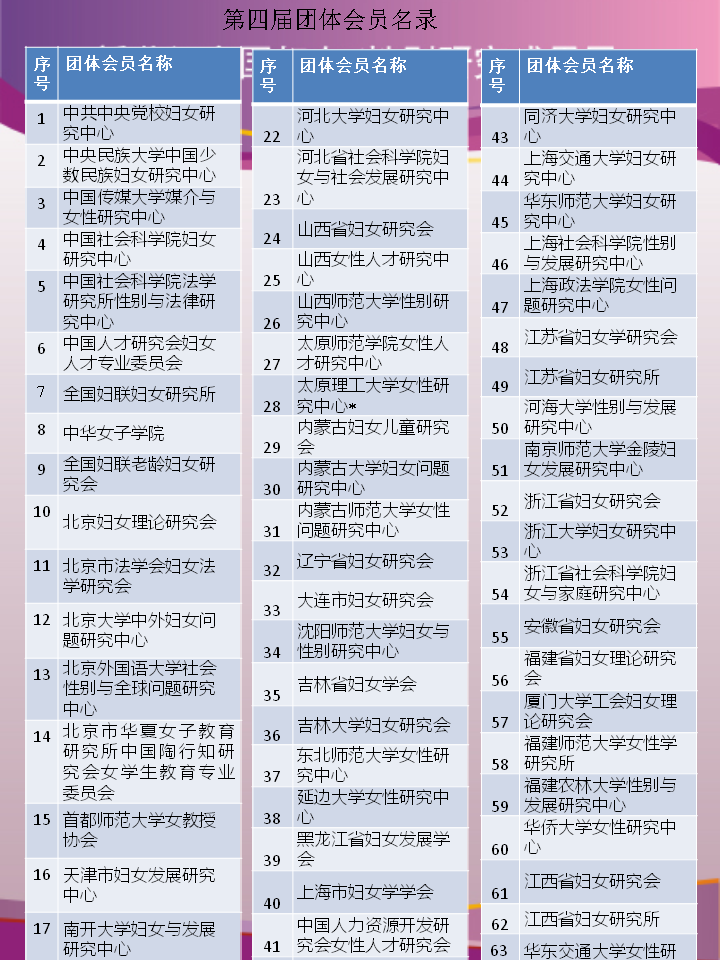 第四届团体会员名录
序号
团体会员名称
1
中共中央党校妇女研
究中心
2
中央民族大学中国少
数民族妇女研究中心
3
中国传媒大学媒介与
女性研究中心
4
中国社会科学院妇女
研究中心
5
中国社会科学院法学
研究所性别与法律研
究中心
6
中国人才研究会妇女
人才专业委员会
7
全国妇联妇女研究所
8
中华女子学院
9
全国妇联老龄妇女研
究会
10
北京妇女理论研究会
11
北京市法学会妇女法
学研究会
12
北京大学中外妇女问
题研究中心
13
北京外国语大学社会
性别与全球问题研究
中心
14
北京市华夏女子教育
研究所中国陶行知研
究会女学生教育专业
委员会
15
首都师范大学女教授
协会
16
天津市妇女发展研究
中心
17
南开大学妇女与发展
研究中心
序号
团体会员名称
22
河北大学妇女研究中
心
23
河北省社会科学院妇
女与社会发展研究中
心
24
山西省妇女研究会
25
山西女性人才研究中
心
26
山西师范大学性别研
究中心
27
太原师范学院女性人
才研究中心
28
太原理工大学女性研
究中心*
29
内蒙古妇女儿童研究
会
30
内蒙古大学妇女问题
研究中心
31
内蒙古师范大学女性
问题研究中心
32
辽宁省妇女研究会
33
大连市妇女研究会
34
沈阳师范大学妇女与
性别研究中心
35
吉林省妇女学会
36
吉林大学妇女研究会
37
东北师范大学女性研
究中心
38
延边大学女性研究中
心
39
黑龙江省妇女发展学
会
40
上海市妇女学学会
41
中国人力资源开发研
究会女性人才研究会
序号
团体会员名称
43
同济大学妇女研究中
心
44
上海交通大学妇女研
究中心
45
华东师范大学妇女研
究中心
46
上海社会科学院性别
与发展研究中心
47
上海政法学院女性问
题研究中心
48
江苏省妇女学研究会
49
江苏省妇女研究所
50
河海大学性别与发展
研究中心
51
南京师范大学金陵妇
女发展研究中心
52
浙江省妇女研究会
53
浙江大学妇女研究中
心
54
浙江省社会科学院妇
女与家庭研究中心
55
安徽省妇女研究会
56
福建省妇女理论研究
会
57
厦门大学工会妇女理
论研究会
58
福建师范大学女性学
研究所
59
福建农林大学性别与
发展研究中心
60
华侨大学女性研究中
心
61
江西省妇女研究会
62
江西省妇女研究所
63
华东交通大学女性研